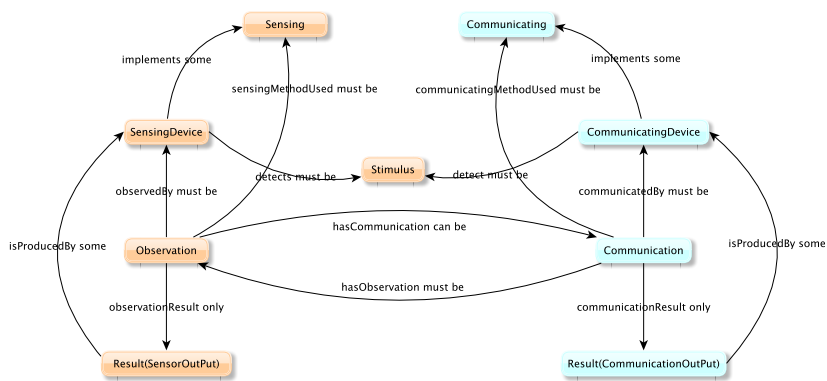 Sensing
Communicating
implements some
implements some
sensingMethodUsed must be
communicatingMethodUsed must be
SensingDevice
CommunicatingDevice
Stimulus
detects must be
detect must be
observedBy must be
communicatedBy must be
hasCommunication can be
isProducedBy some
Observation
Communication
isProducedBy some
hasObservation must be
observationResult only
communicationResult only
Result(SensorOutPut)
Result(CommunicationOutPut)